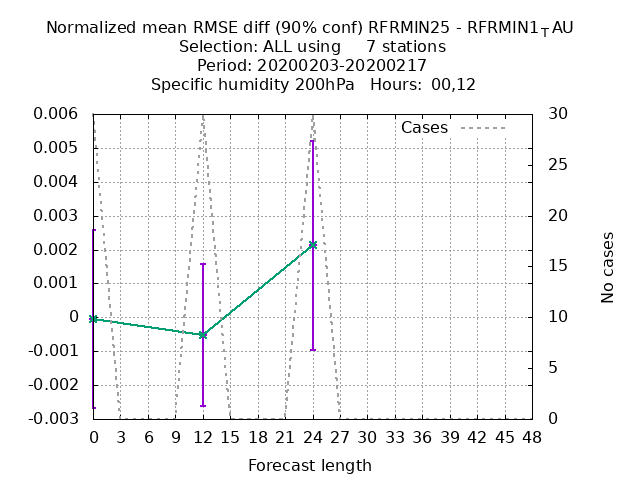 Normalized mean RMSE diff (90% conf) RFRMIN25 - RFRMIN1_TAU
Selection: ALL using 7 stations
Period: 20200203-20200217
Specific humidity 200hPa Hours: 00,12
Cases
0.006
0.005
0.004
0.003
0.002
0.001
0
-0.001
-0.002
-0.003
30
25
20
15
10
5
0
No cases
0 3 6 9 12 15 18 21 24 27 30 33 36 39 42 45 48
Forecast length